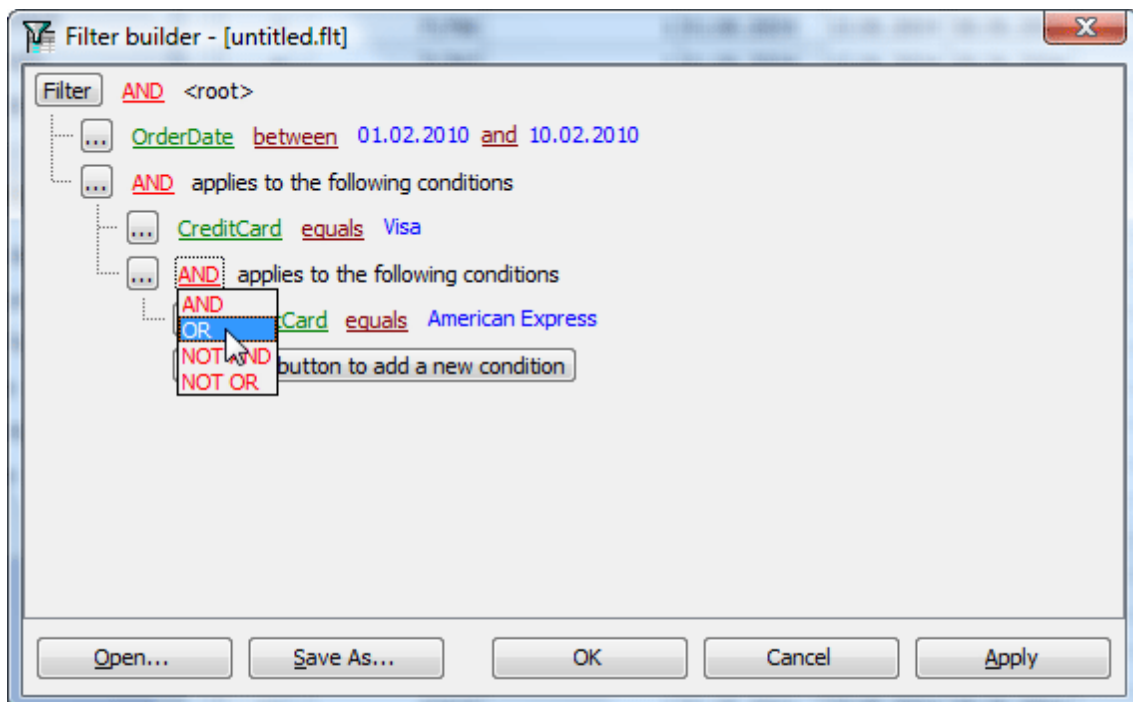 Filter builder - [untitled.flt]
Filter AND <root>
... OrderDate between 01.02.2010 and 10.02.2010
... AND applies to the following conditions
... CreditCard equals Visa
... AND applies to the following conditions
AND
OR
Card equals American Express
NOT AND
button to add a new condition
NOT OR
Open... Save As... OK Cancel Apply